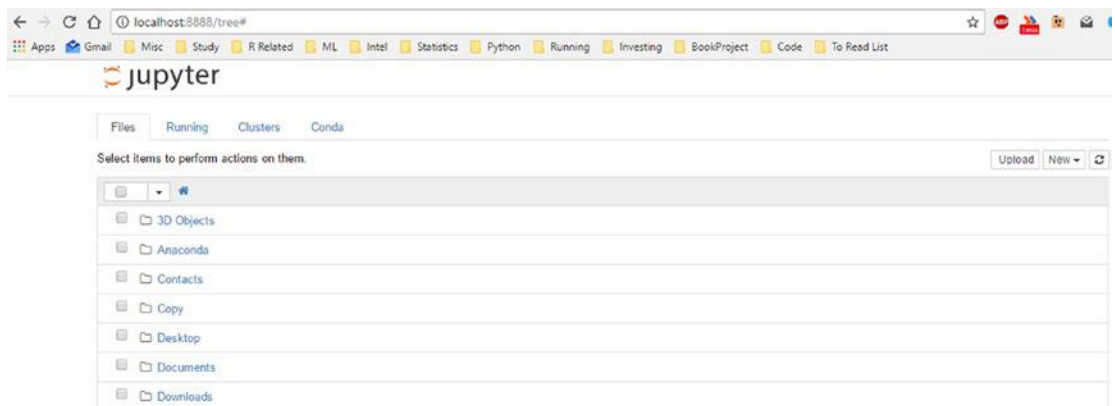 localhost:8888/tree#
Apps Gmail Misc Study R Related ML Intel Statistics Python Running Investing BookProject Code To Read List
jupyter
Files Running Clusters Conda
Select items to perform actions on them. Upload New
3D Objects
Anaconda
Contacts
Copy
Desktop
Documents
Downloads